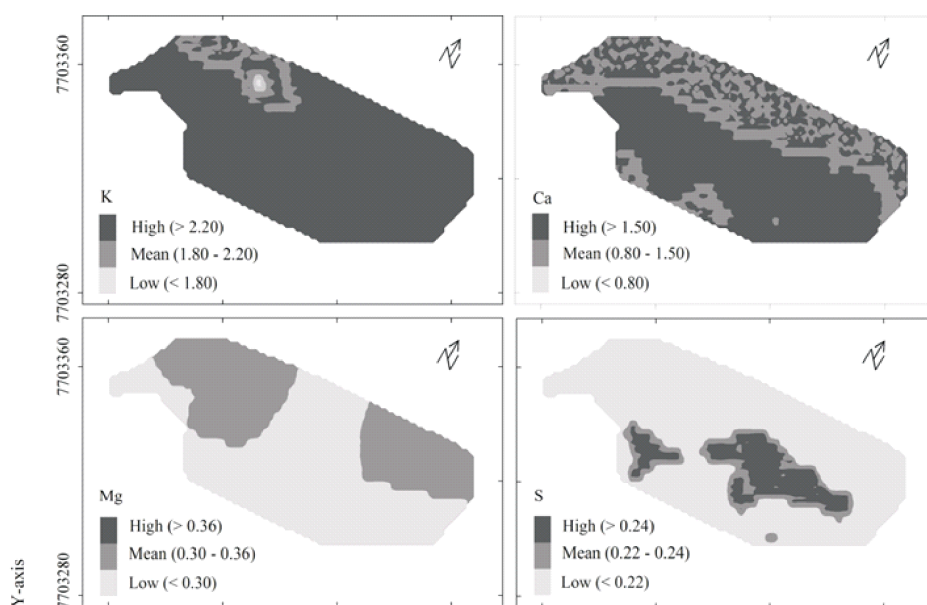 7703360
K
High (> 2.20)
Mean (1.80 - 2.20)
Low (< 1.80)
7703280
Ca
High (> 1.50)
Mean (0.80 - 1.50)
Low (< 0.80)
7703360
Mg
High (> 0.36)
Mean (0.30 - 0.36)
Low (< 0.30)
7703280
S
High (> 0.24)
Mean (0.22 - 0.24)
Low (< 0.22)
Y-axis
N
N
N
N